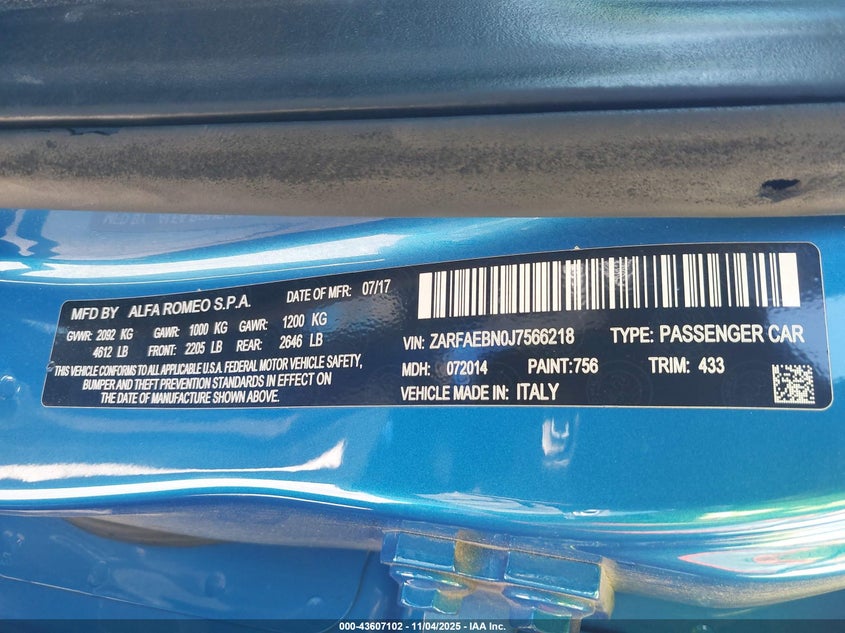 MFD BY ALFA ROMEO S.P.A. DATE OF MFR: 07/17
GVWR: 2092 KG GAWR: 1000 KG GAWR: 1200 KG
4612 LB FRONT: 2205 LB REAR: 2646 LB
THIS VEHICLE CONFORMS TO ALL APPLICABLE U.S.A. FEDERAL MOTOR VEHICLE SAFETY,
BUMPER AND THEFT PREVENTION STANDARDS IN EFFECT ON
THE DATE OF MANUFACTURE SHOWN ABOVE.
VIN: ZARFAEBN0J7566218 TYPE: PASSENGER CAR
MDH: 072014 PAINT:756 TRIM: 433
VEHICLE MADE IN: ITALY
000-43607102 - 11/04/2025 - IAA Inc.